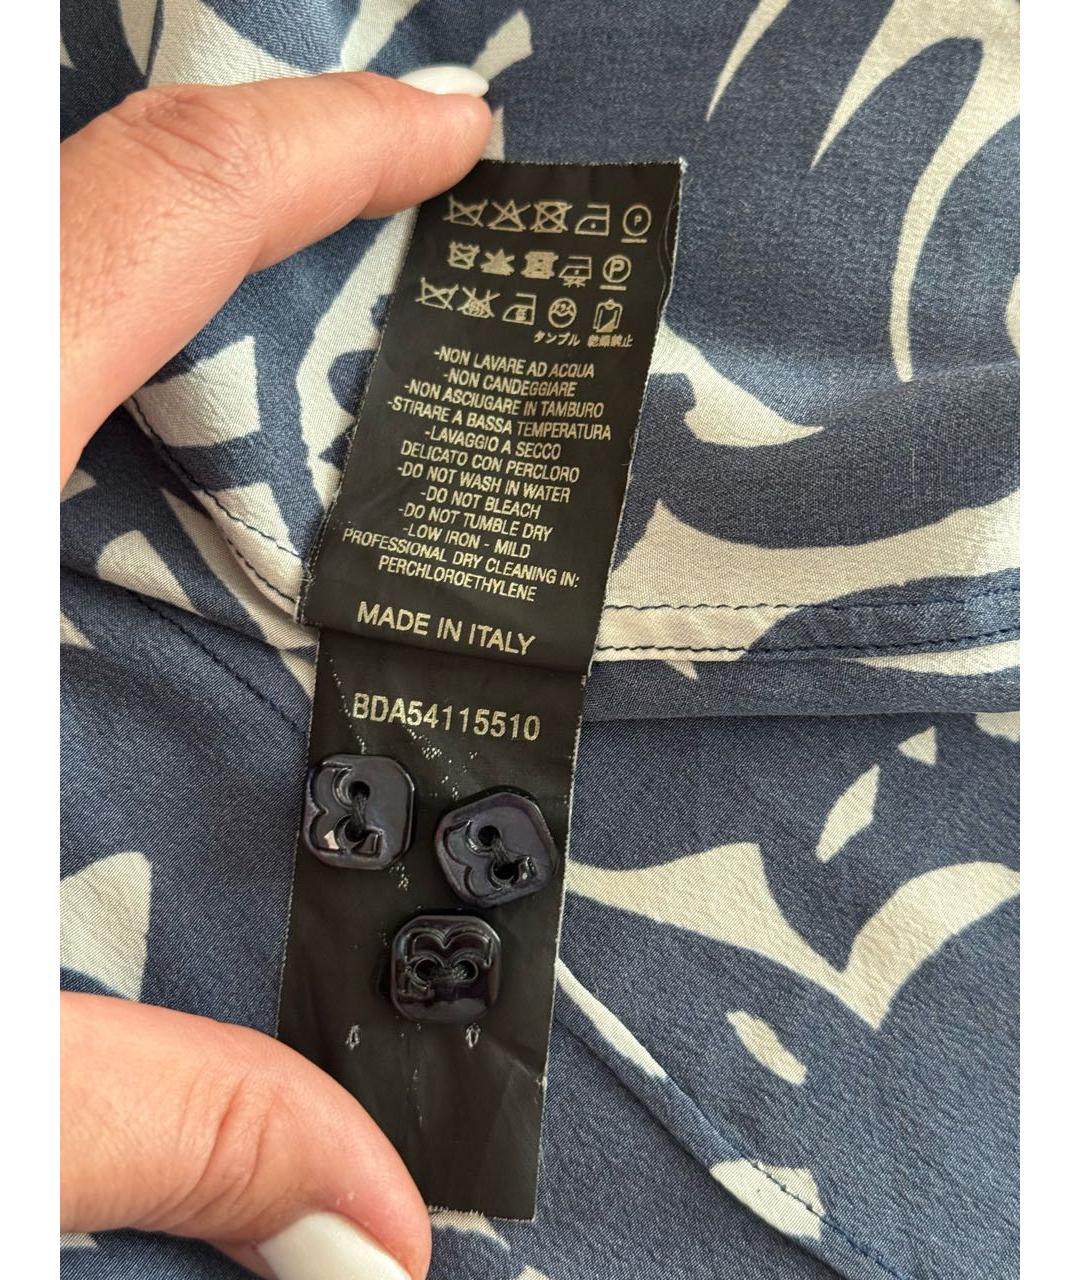 P
P
タンブル 乾燥禁止
-NON LAVARE AD ACQUA
-NON CANDEGGIARE
-NON ASCIUGARE IN TAMBURO
-STIRARE A BASSA TEMPERATURA
-LAVAGGIO A SECCO
DELICATO CON PERCLORO
-DO NOT WASH IN WATER
-DO NOT BLEACH
-DO NOT TUMBLE DRY
-LOW IRON - MILD
PROFESSIONAL DRY CLEANING IN:
PERCHLOROETHYLENE
MADE IN ITALY
BDA54115510